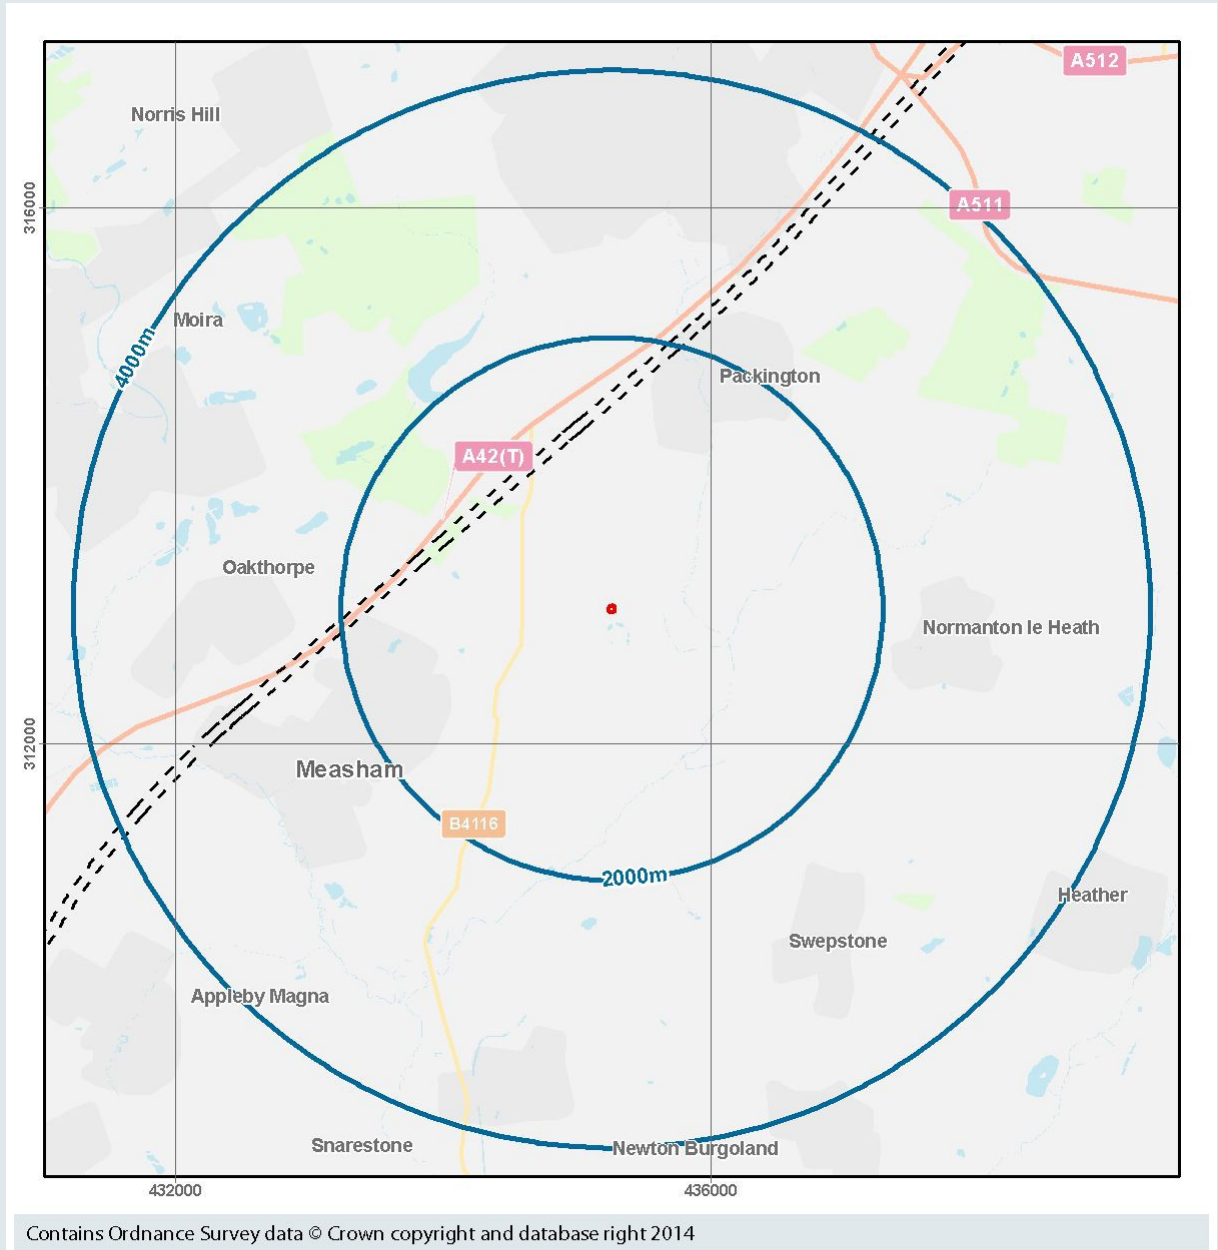 A512
Norris Hill
316000
A511
Moira
4000m
Packington
A42(T)
Oakthorpe
Normanton le Heath
312000
Measham
B4116
2000m
Heather
Swepstone
Appleby Magna
Snarestone
Newton Burgoland
432000
436000
Contains Ordnance Survey data © Crown copyright and database right 2014